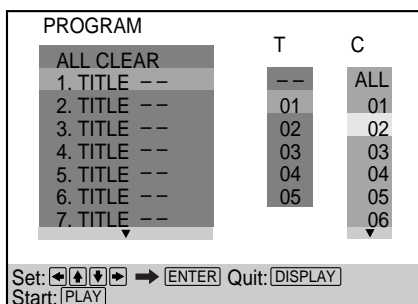 PROGRAM
T C
ALL CLEAR
1. TITLE – – – – ALL
2. TITLE – – 01 01
3. TITLE – – 02 02
4. TITLE – – 03 03
5. TITLE – – 04 04
6. TITLE – – 05 05
7. TITLE – – 06
Set: ENTER Quit: DISPLAY
Start: PLAY